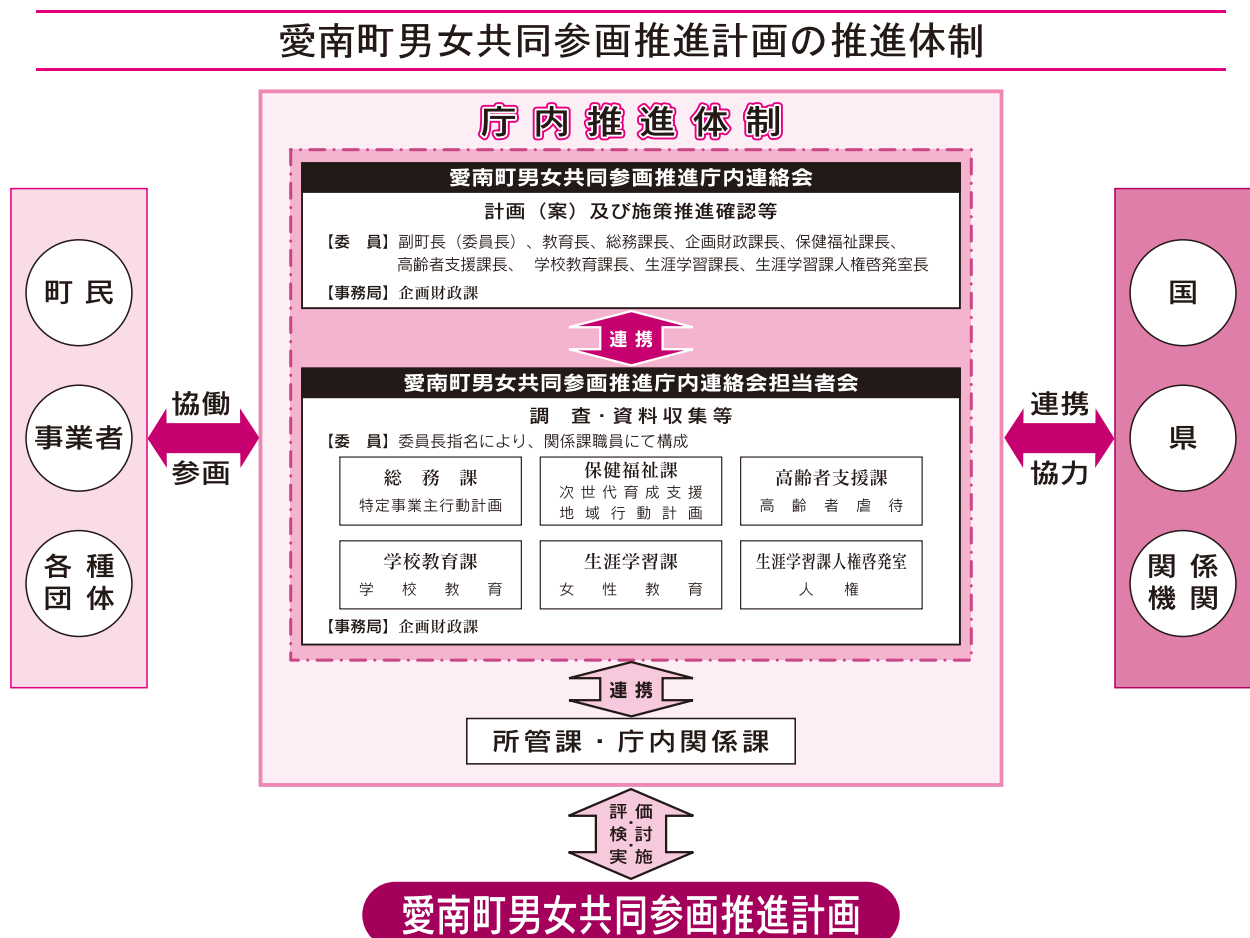 愛南町男女共同参画推進計画の推進体制
庁内推進体制
愛南町男女共同参画推進庁内連絡会
計画（案）及び施策推進確認等
【委　員】副町長（委員長）、教育長、総務課長、企画財政課長、保健福祉課長、
高齢者支援課長、　学校教育課長、生涯学習課長、生涯学習課人権啓発室長
【事務局】企画財政課
連携
愛南町男女共同参画推進庁内連絡会担当者会
調　査・資料収集等
【委　員】委員長指名により、関係課職員にて構成
総　務　課
特定事業主行動計画
保健福祉課
次世代育成支援
地域行動計画
高齢者支援課
高齢者虐待
学校教育課
学校教育
生涯学習課
女性教育
生涯学習課人権啓発室
人権
【事務局】企画財政課
連携
所管課・庁内関係課
町民
事業者
各種
団体
協働
参画
連携
協力
国
県
関係
機関
評価・
検討・
実施
愛南町男女共同参画推進計画